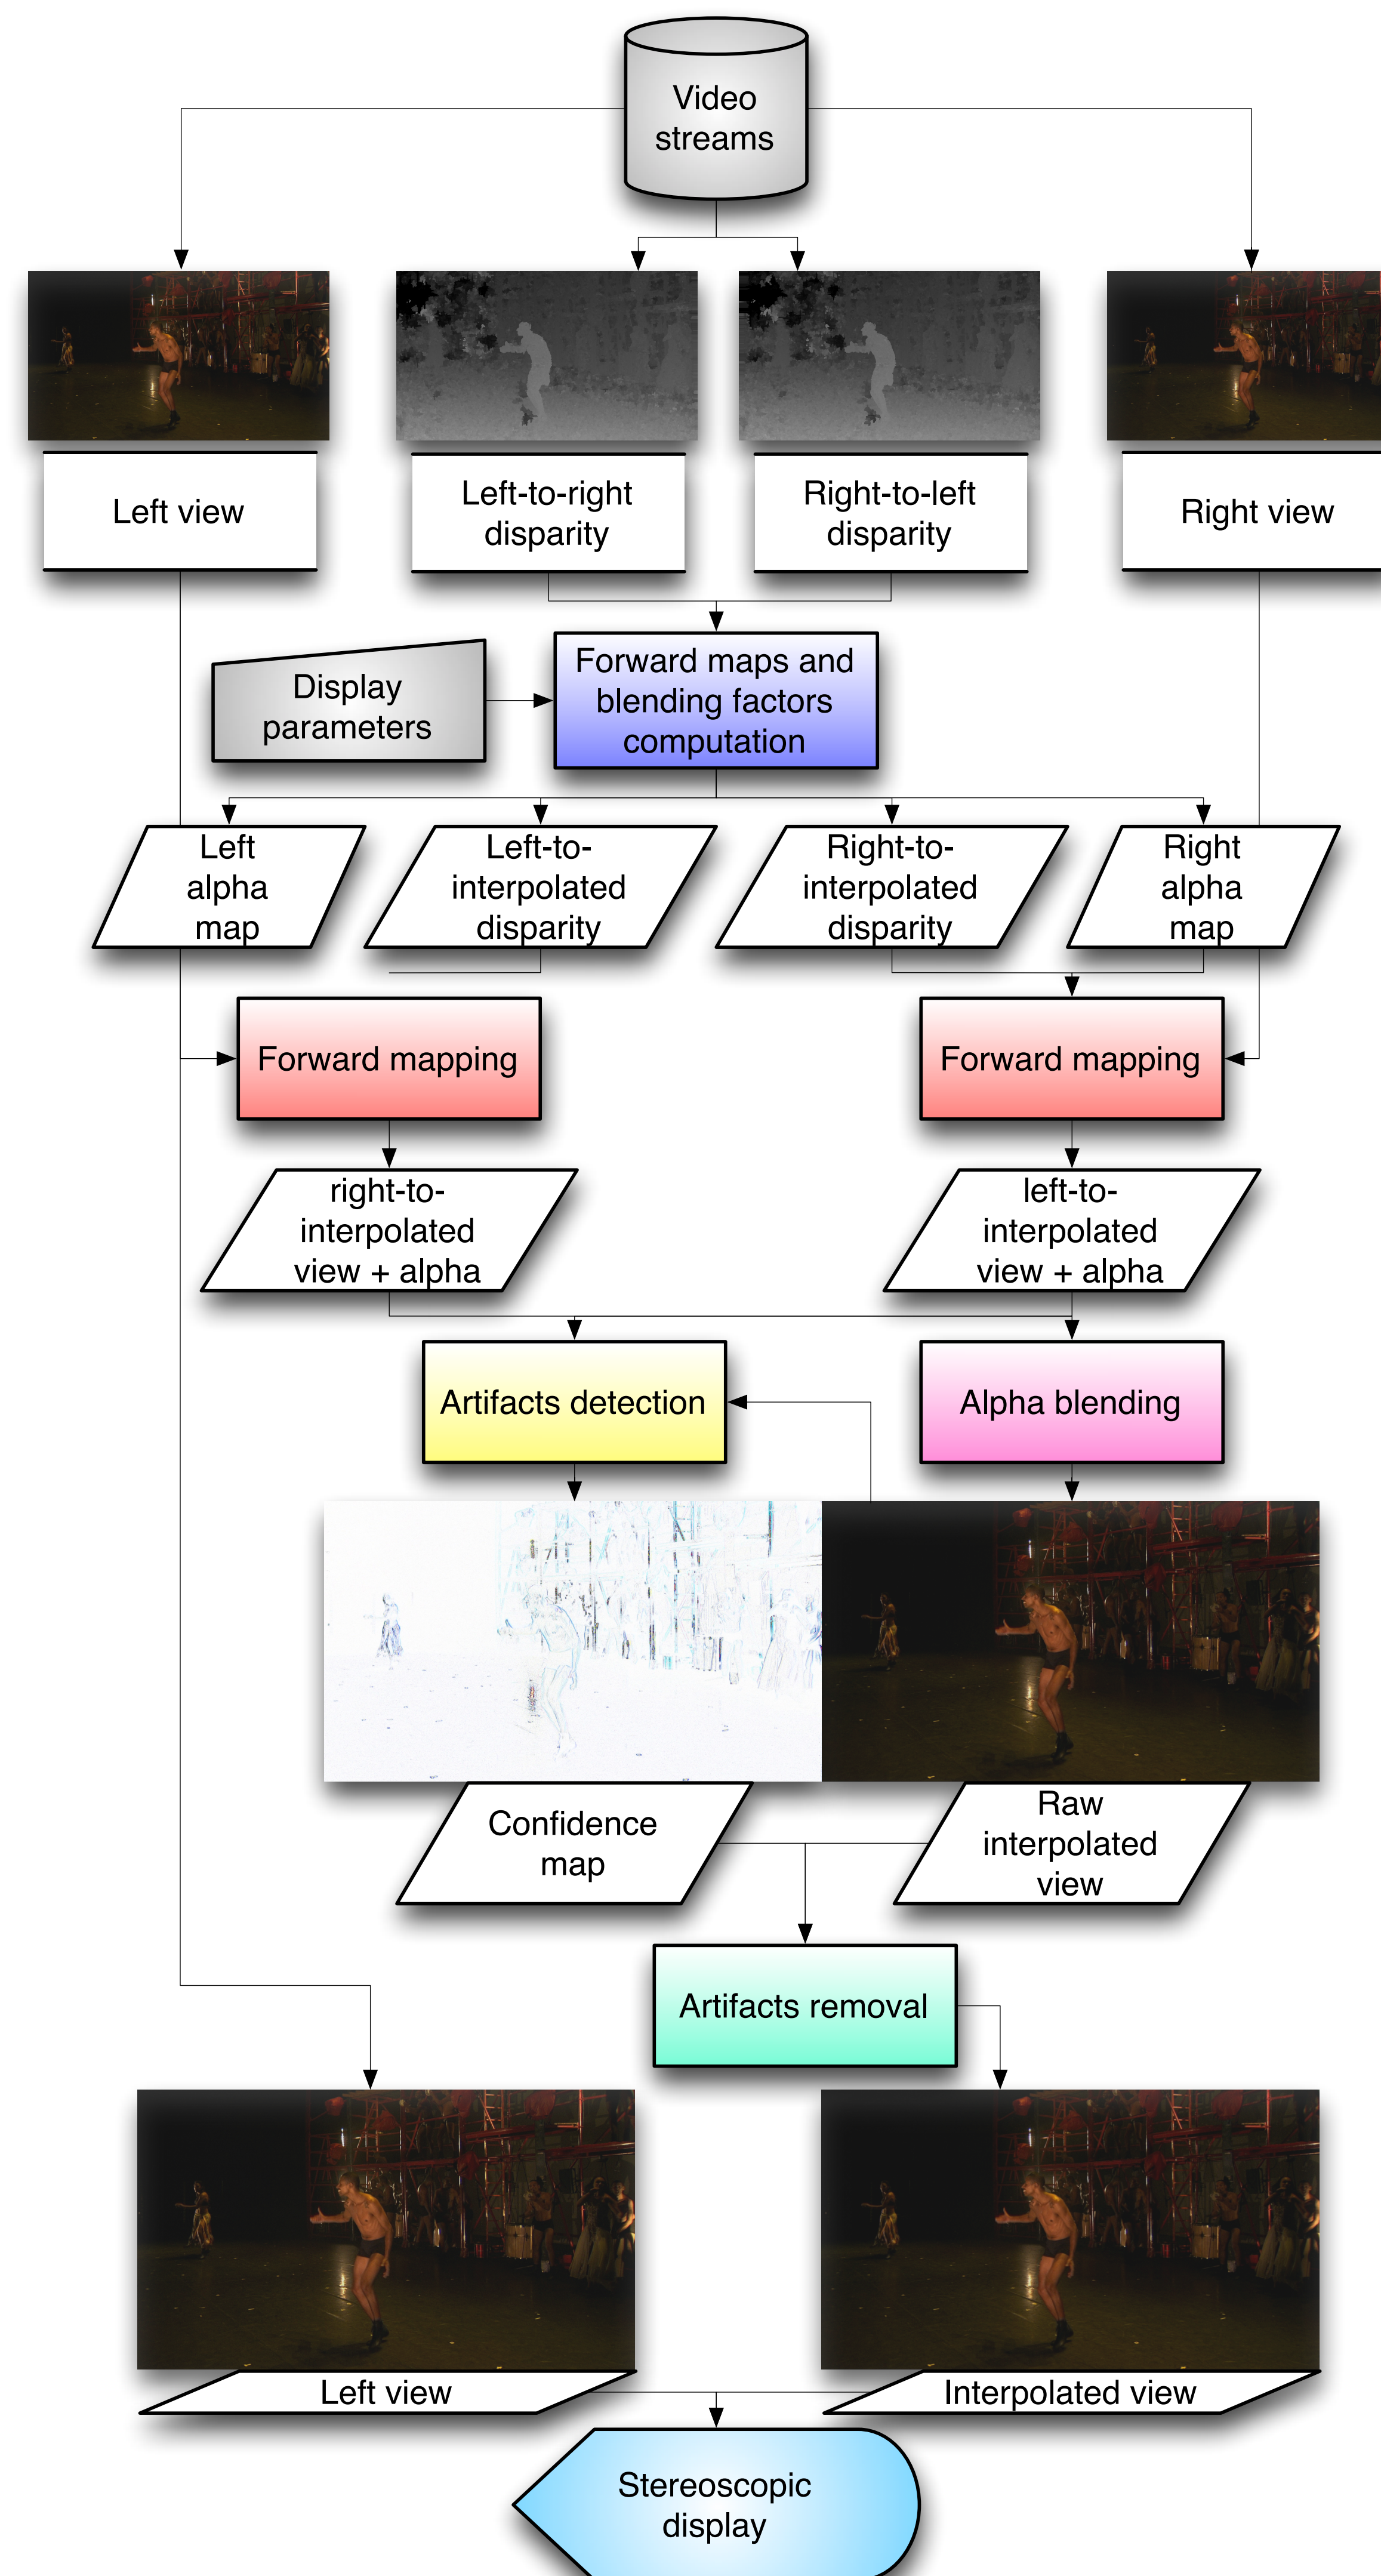 Video
streams
Left view
Left-to-right
disparity
Right-to-left
disparity
Right view
Display
parameters
Forward maps and
blending factors
computation
Left
alpha
map
Left-to-
interpolated
disparity
Right-to-
interpolated
disparity
Right
alpha
map
Forward mapping
Forward mapping
right-to-
interpolated
view + alpha
left-to-
interpolated
view + alpha
Artifacts detection
Alpha blending
Confidence
map
Raw
interpolated
view
Artifacts removal
Left view
Interpolated view
Stereoscopic
display